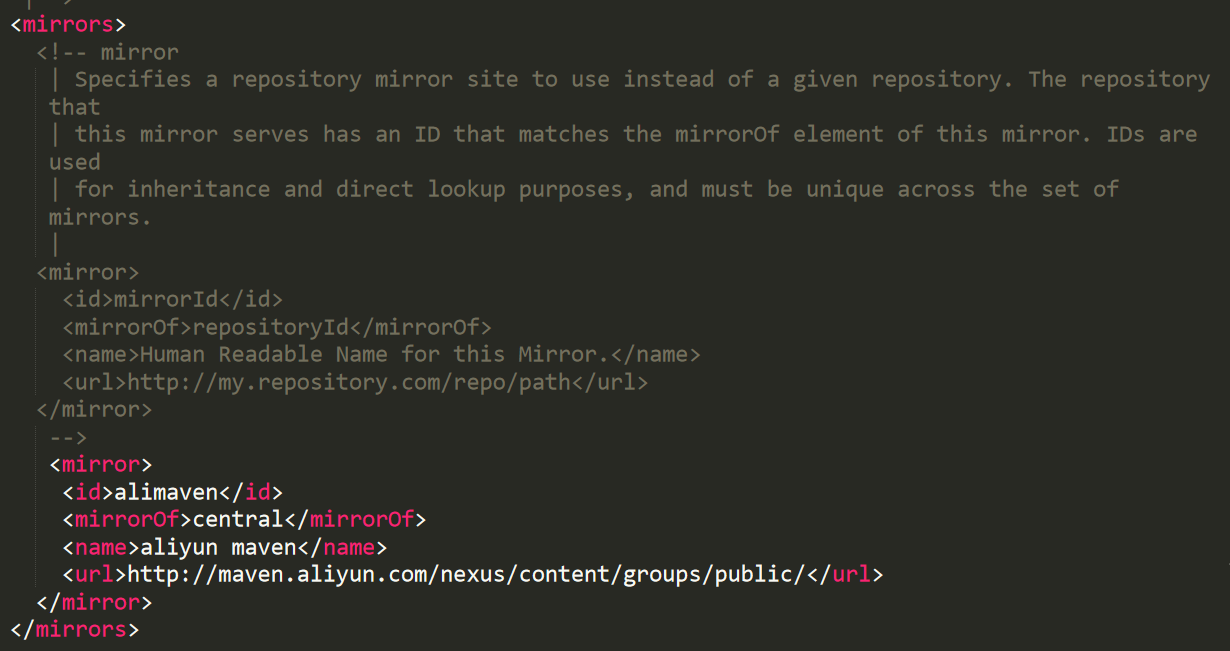 <mirrors>
<!-- mirror
| Specifies a repository mirror site to use instead of a given repository. The repository
that
| this mirror serves has an ID that matches the mirrorOf element of this mirror. IDs are
used
| for inheritance and direct lookup purposes, and must be unique across the set of
mirrors.
|
<mirror>
<id>mirrorId</id>
<mirrorOf>repositoryId</mirrorOf>
<name>Human Readable Name for this Mirror.</name>
<url>http://my.repository.com/repo/path</url>
</mirror>
-->
<mirror>
<id>alimaven</id>
<mirrorOf>central</mirrorOf>
<name>aliyun maven</name>
<url>http://maven.aliyun.com/nexus/content/groups/public/</url>
</mirror>
</mirrors>